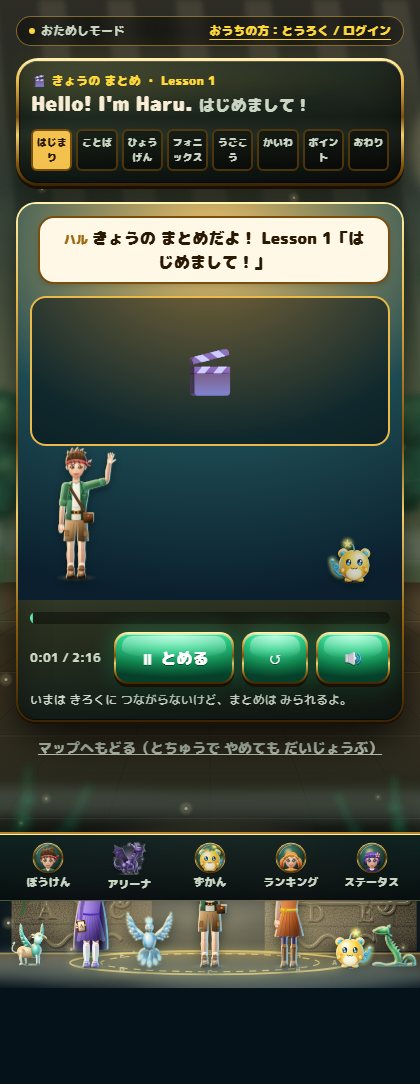 おためしモード
おうちの方：とうろく / ログイン
きょうの まとめ ・ Lesson 1
Hello! I'm Haru. はじめまして！
はじまり
ことば
ひょうげん
フォニックス
うごこう
かいわ
ポイント
おわり
ハル きょうの まとめだよ！ Lesson 1「は
じめまして！」
0:01 / 2:16
とめる
いまは きろくに つながらないけど、まとめは みられるよ。
マップへもどる（とちゅうで やめても だいじょうぶ）
ぼうけん
アリーナ
ずかん
ランキング
ステータス
A
C
D E